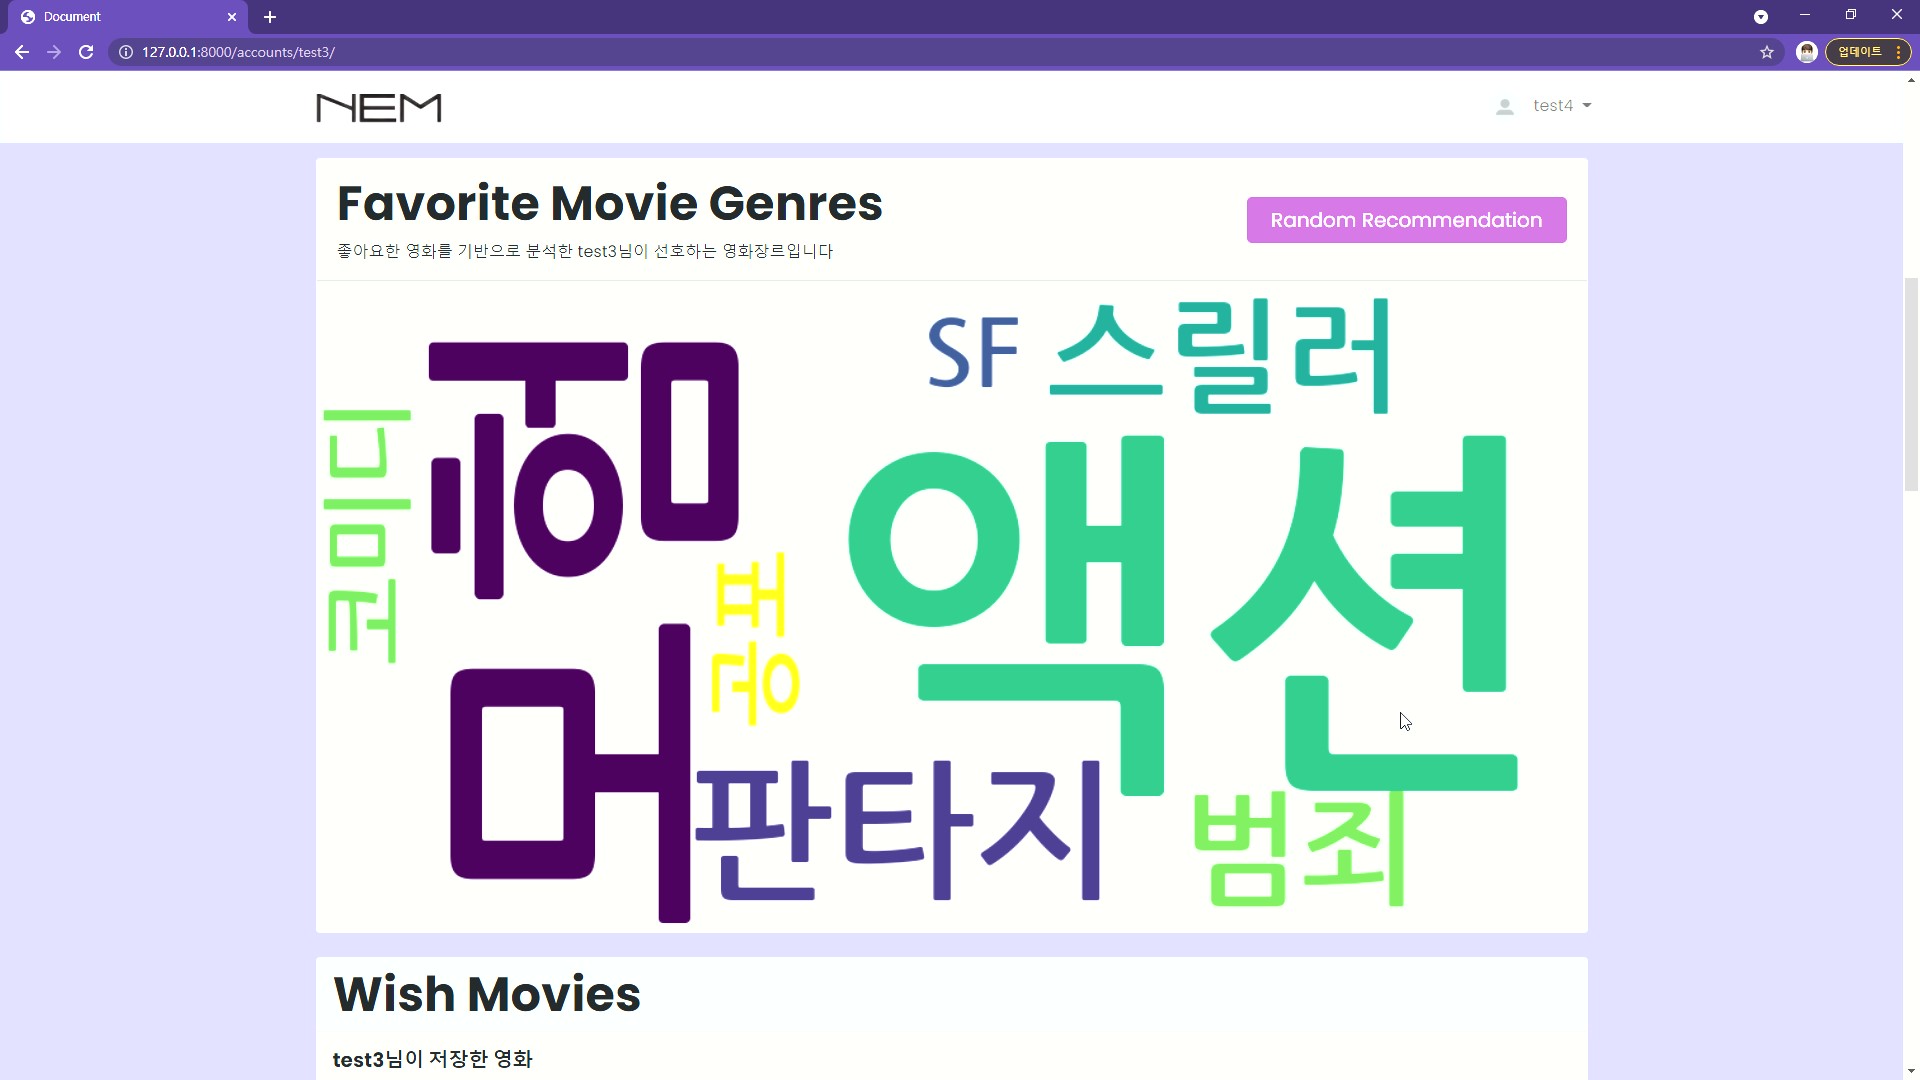 Document
127.0.0.1:8000/accounts/test3/
업데이트
NEM
test4
Favorite Movie Genres
Random Recommendation
좋아요한 영화를 기반으로 분석한 test3님이 선호하는 영화장르입니다
SF
스릴러
코미디
모험
공포
액션
판타지
범죄
Wish Movies
test3님이 저장한 영화